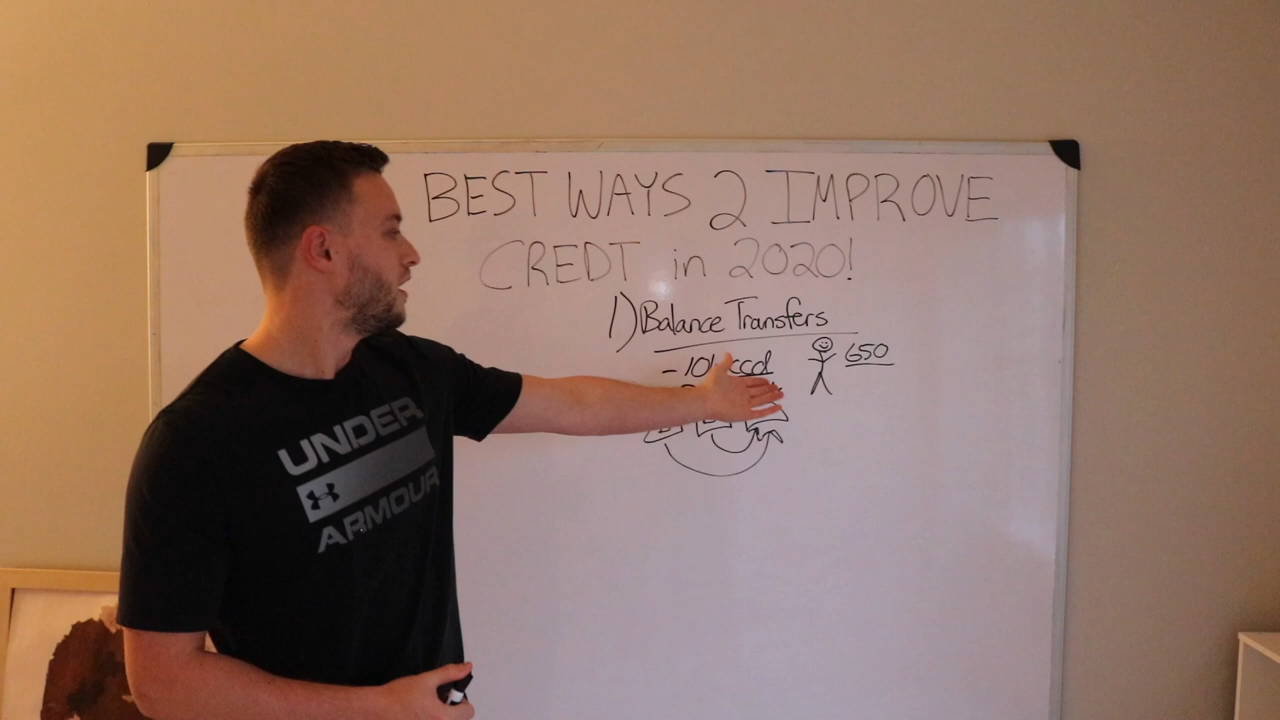 BEST WAYS 2 IMPROVE
CREDT in 2020!
1) Balance Transfers
650
UNDER
ARMOUR